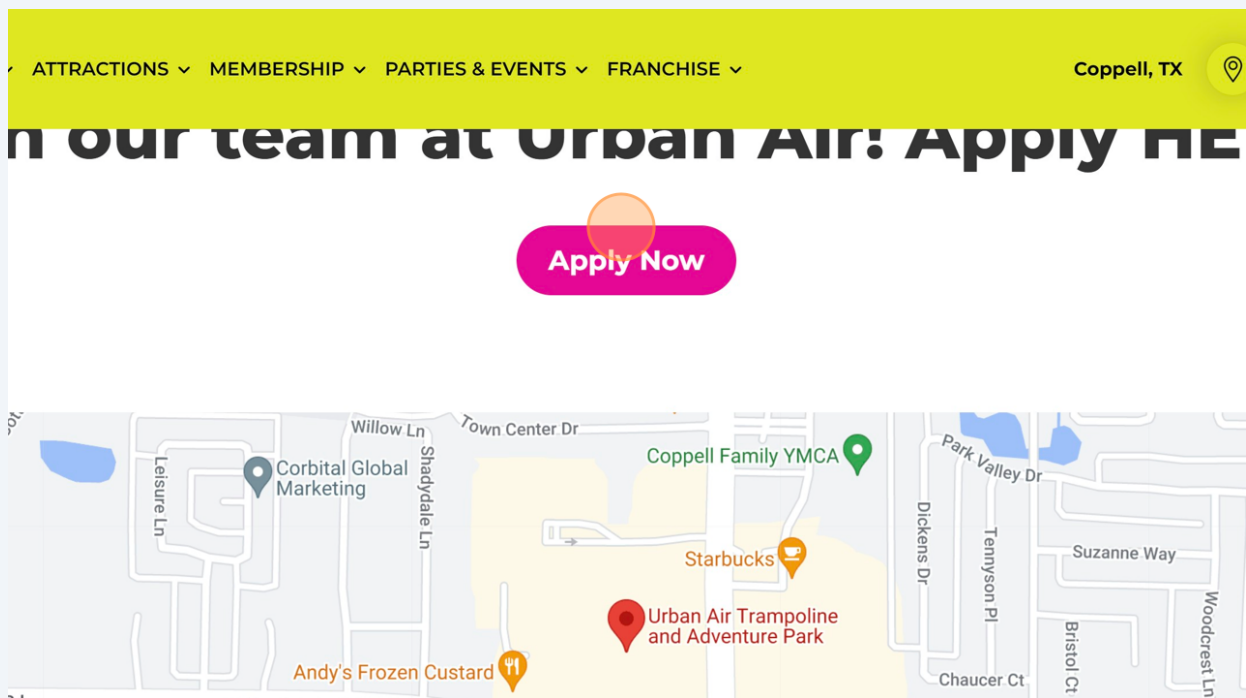 ATTRACTIONS MEMBERSHIP PARTIES & EVENTS FRANCHISE Coppell, TX
n our team at Urban Air! Apply HE
Apply Now
Willow Ln
Town Center Dr
Coppell Family YMCA
Park Valley Dr
Corbital Global
Marketing
Leisure Ln
Shadydale Ln
Dickens Dr
Tennyson Pl
Starbucks
Suzanne Way
Urban Air Trampoline
and Adventure Park
Woodcrest Ln
Bristol C
Andy's Frozen Custard
Chaucer Ct